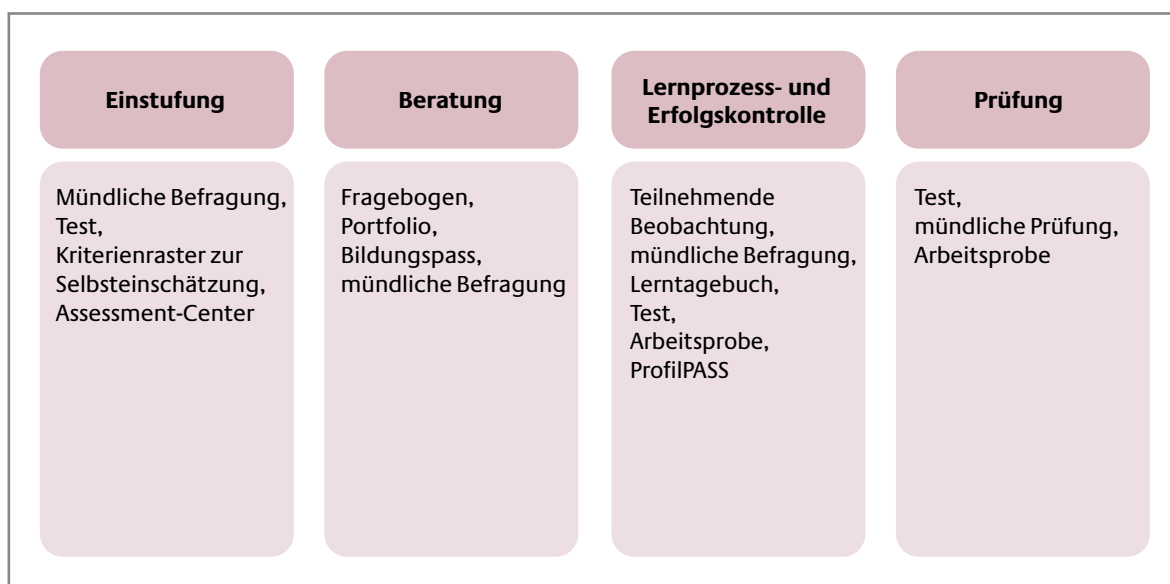 Einstufung
Mündliche Befragung,
Test,
Kriterienraster zur
Selbsteinschätzung,
Assessment-Center
Beratung
Fragebogen,
Portfolio,
Bildungspass,
mündliche Befragung
Lernprozess- und
Erfolgskontrolle
Teilnehmende
Beobachtung,
mündliche Befragung,
Lerntagebuch,
Test,
Arbeitsprobe,
ProfilPASS
Prüfung
Test,
mündliche Prüfung,
Arbeitsprobe